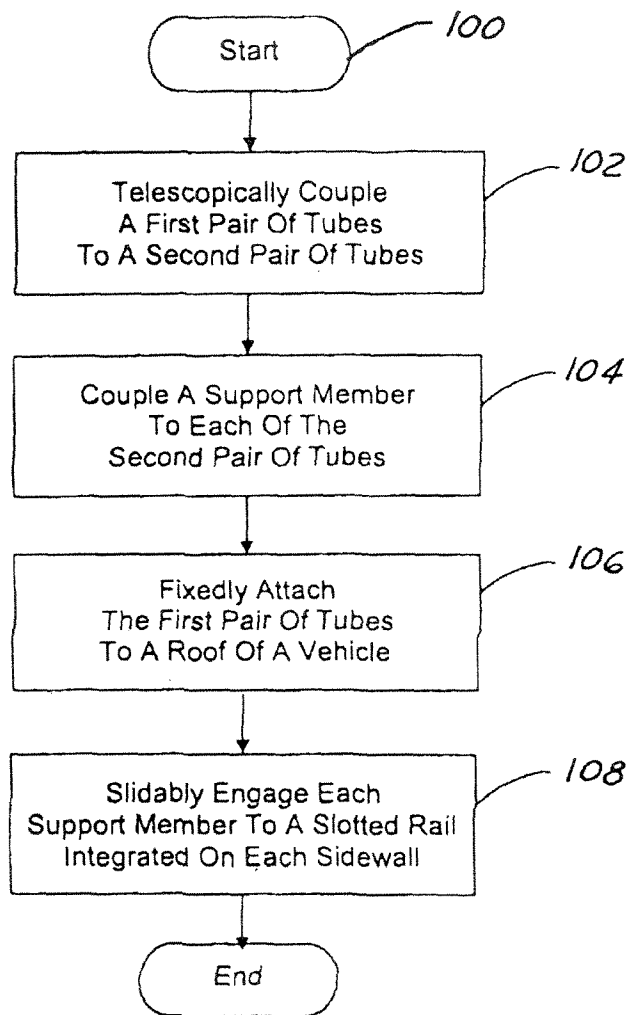 100
Start
102
Telescopically Couple
A First Pair Of Tubes
To A Second Pair Of Tubes
104
Couple A Support Member
To Each Of The
Second Pair Of Tubes
106
Fixedly Attach
The First Pair Of Tubes
To A Roof Of A Vehicle
108
Slidably Engage Each
Support Member To A Slotted Rail
Integrated On Each Sidewall
End